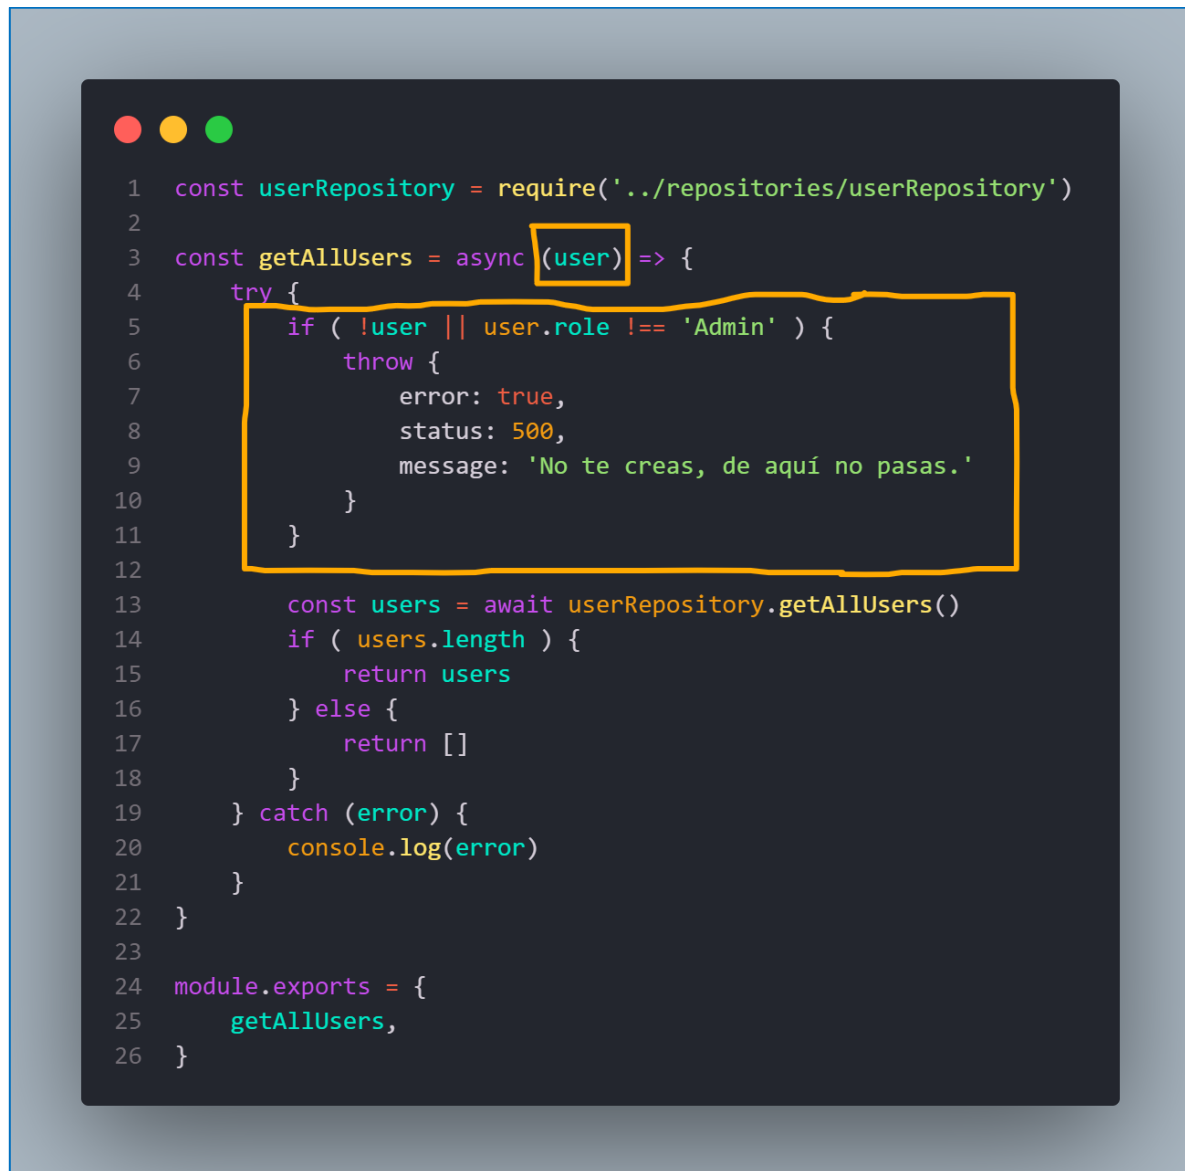 1 const userRepository = require('../repositories/userRepository')
2
3 const getAllUsers = async (user) => {
4     try {
5         if ( !user || user.role !== 'Admin' ) {
6             throw {
7                 error: true,
8                 status: 500,
9                 message: 'No te creas, de aquí no pasas.'
10             }
11         }
12
13         const users = await userRepository.getAllUsers()
14         if ( users.length ) {
15             return users
16         } else {
17             return []
18         }
19     } catch (error) {
20         console.log(error)
21     }
22 }
23
24 module.exports = {
25     getAllUsers,
26 }